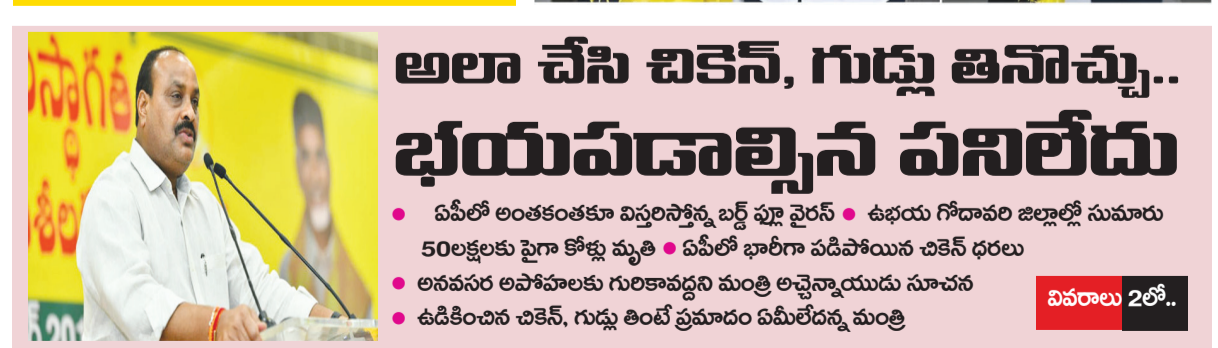 అలా చేసి చికెన్, గుడ్లు తినొచ్చు..
భయపడాల్సిన పనిలేదు
● ఏపీలో అంతకంతకూ విస్తరిస్తోన్న బర్డ్ ఫ్లూ వైరస్ ● ఉభయ గోదావరి జిల్లాల్లో సుమారు
50లక్షలకు పైగా కోళ్లు మృతి ● ఏపీలో భారీగా పడిపోయిన చికెన్ ధరలు
● అనవసర అపోహలకు గురికావద్దని మంత్రి అచ్చెన్నాయుడు సూచన
● ఉడికించిన చికెన్, గుడ్లు తింటే ప్రమాదం ఏమీలేదన్న మంత్రి
వివరాలు 2లో..